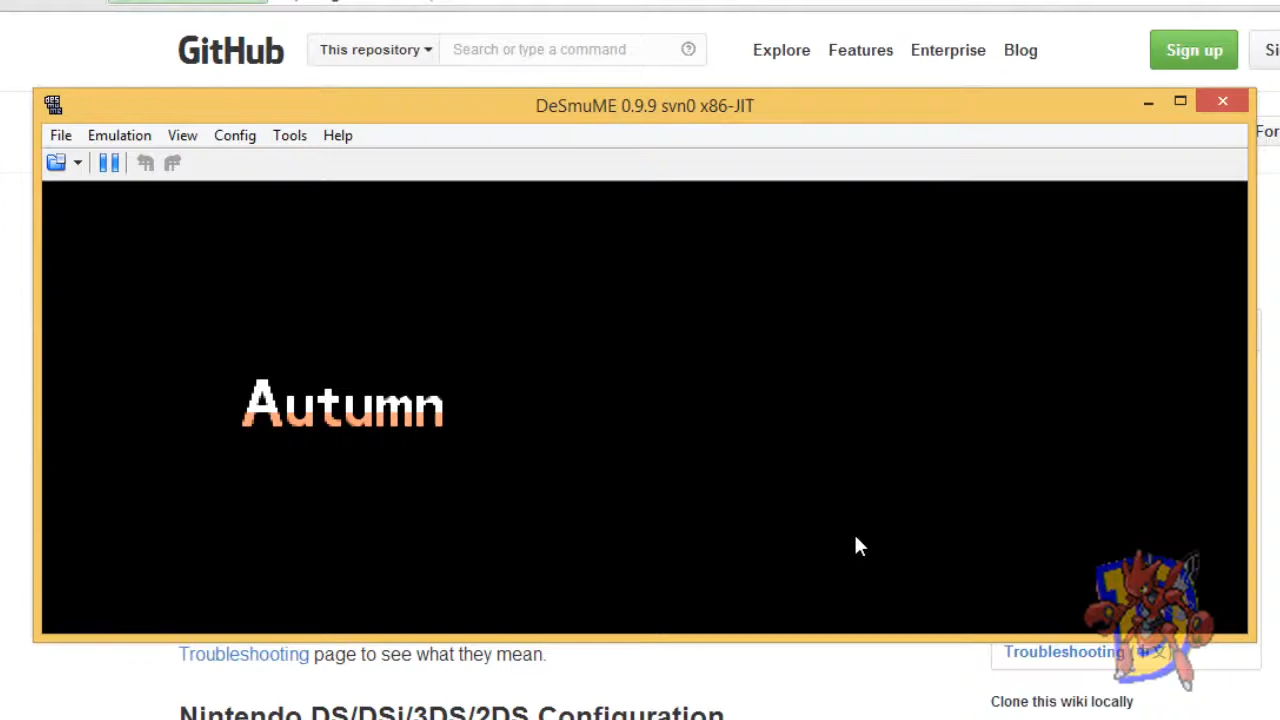 GitHub
This repository
Search or type a command
Explore Features Enterprise Blog
Sign up
DeSmuME 0.9.9 svn0 x86-JIT
File Emulation View Config Tools Help
Autumn
Troubleshooting page to see what they mean.
Troubleshooting (中文)
Clone this wiki locally
Nintendo DS/DSi/3DS/2DS Configuration